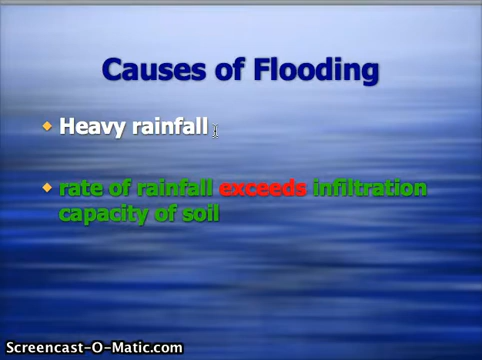 Causes of Flooding
Heavy rainfall
rate of rainfall exceeds infiltration
capacity of soil
Screencast-O-Matic.com